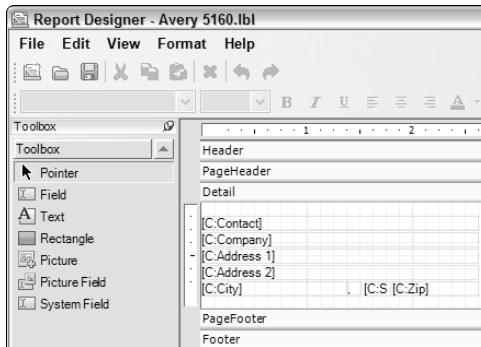 Report Designer - Avery 5160.lbl
File Edit View Format Help
B I U A
Toolbox
Toolbox
Pointer
Field
A Text
Rectangle
Picture
Picture Field
System Field
1 2
Header
PageHeader
Detail
[C:Contact]
[C:Company]
[C:Address 1]
[C:Address 2]
[C:City] , [C:S [C:Zip]
PageFooter
Footer